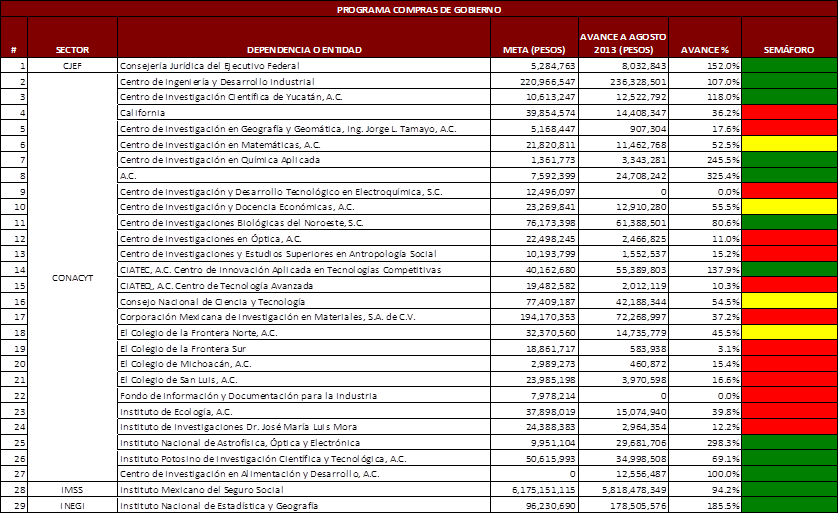 PROGRAMA COMPRAS DE GOBIERNO
# SECTOR DEPENDENCIA O ENTIDAD META (PESOS) AVANCE A AGOSTO 2013 (PESOS) AVANCE % SEMÁFORO
1 CJEF Consejería Jurídica del Ejecutivo Federal 5,284,763 8,032,843 152.0%
2 Centro de Ingeniería y Desarrollo Industrial 220,966,547 236,328,501 107.0%
3 Centro de Investigación Científica de Yucatán, A.C. 10,613,247 12,522,792 118.0%
4 California 39,854,574 14,408,347 36.2%
5 Centro de Investigación en Geografía y Geomática, Ing. Jorge L. Tamayo, A.C. 5,168,447 907,304 17.6%
6 Centro de Investigación en Matemáticas, A.C. 21,820,811 11,462,768 52.5%
7 Centro de Investigación en Química Aplicada 1,361,773 3,343,281 245.5%
8 A.C. 7,592,399 24,708,242 325.4%
9 Centro de Investigación y Desarrollo Tecnológico en Electroquímica, S.C. 12,496,097 0 0.0%
10 Centro de Investigación y Docencia Económicas, A.C. 23,269,841 12,910,280 55.5%
11 Centro de Investigaciones Biológicas del Noroeste, S.C. 76,173,398 61,388,501 80.6%
12 Centro de Investigaciones en Óptica, A.C. 22,498,245 2,466,825 11.0%
13 Centro de Investigaciones y Estudios Superiores en Antropología Social 10,193,799 1,552,537 15.2%
14 CONACYT CIATEC, A.C. Centro de Innovación Aplicada en Tecnologías Competitivas 40,162,680 55,389,803 137.9%
15 CIATEQ, A.C. Centro de Tecnología Avanzada 19,482,582 2,012,119 10.3%
16 Consejo Nacional de Ciencia y Tecnología 77,409,187 42,188,344 54.5%
17 Corporación Mexicana de Investigación en Materiales, S.A. de C.V. 194,170,353 72,268,997 37.2%
18 El Colegio de la Frontera Norte, A.C. 32,370,560 14,735,779 45.5%
19 El Colegio de la Frontera Sur 18,861,717 583,938 3.1%
20 El Colegio de Michoacán, A.C. 2,989,273 460,872 15.4%
21 El Colegio de San Luis, A.C. 23,985,198 3,970,598 16.6%
22 Fondo de Información y Documentación para la Industria 7,978,214 0 0.0%
23 Instituto de Ecología, A.C. 37,898,019 15,074,940 39.8%
24 Instituto de Investigaciones Dr. José María Luis Mora 24,388,383 2,964,354 12.2%
25 Instituto Nacional de Astrofísica, Óptica y Electrónica 9,951,104 29,681,706 298.3%
26 Instituto Potosino de Investigación Científica y Tecnológica, A.C. 50,615,993 34,998,508 69.1%
27 Centro de Investigación en Alimentación y Desarrollo, A.C. 0 12,556,487 100.0%
28 IMSS Instituto Mexicano del Seguro Social 6,175,151,115 5,818,478,349 94.2%
29 INEGI Instituto Nacional de Estadística y Geografía 96,230,690 178,505,576 185.5%